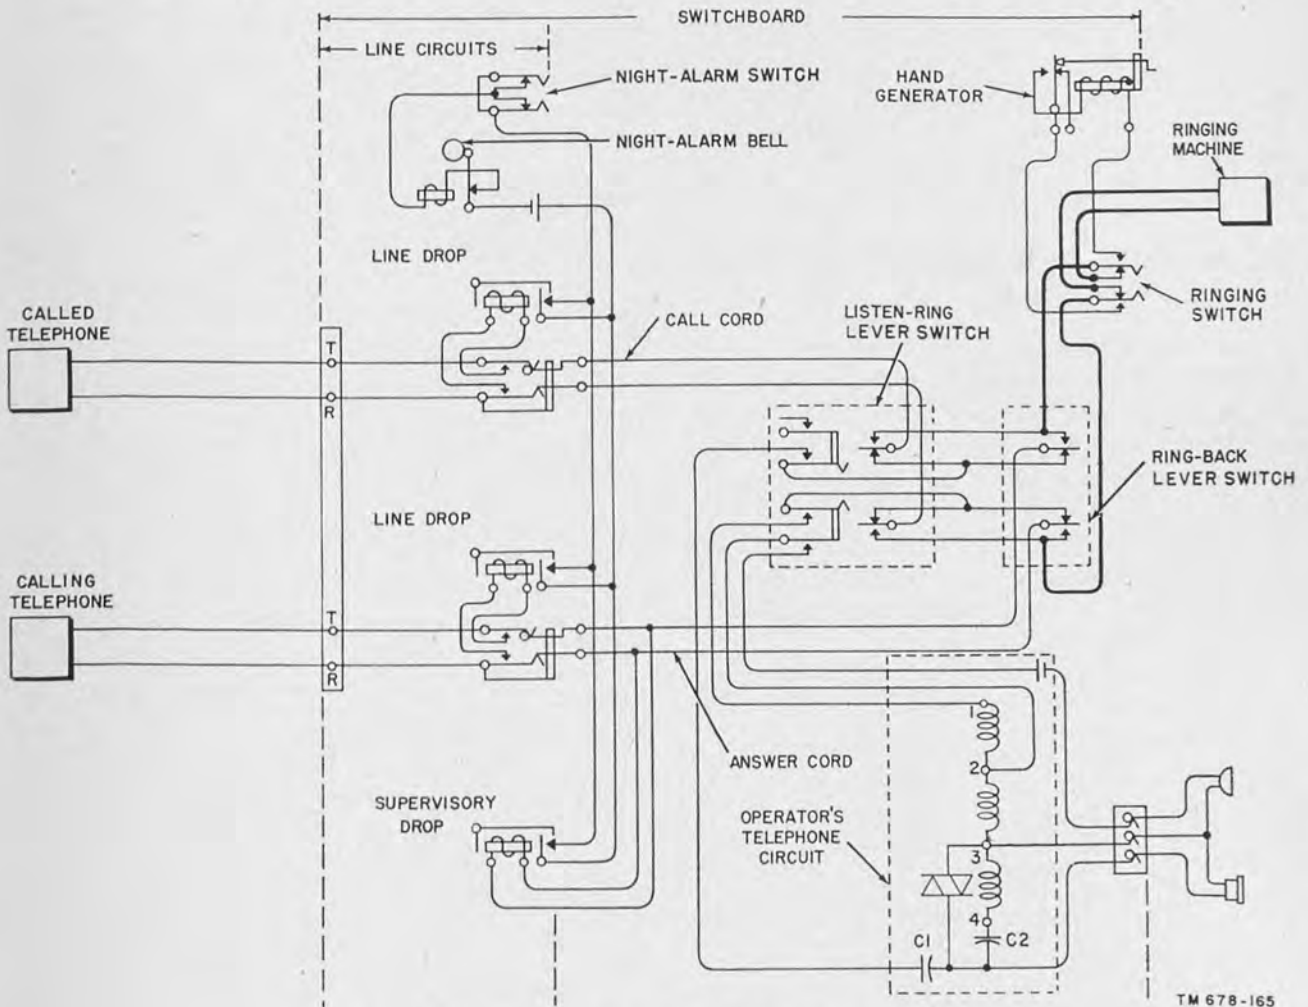 SWITCHBOARD
LINE CIRCUITS
NIGHT-ALARM SWITCH
HAND
GENERATOR
RINGING
MACHINE
NIGHT-ALARM BELL
LINE DROP
CALLED
TELEPHONE
T
R
CALL CORD
LISTEN-RING
LEVER SWITCH
RINGING
SWITCH
RING-BACK
LEVER SWITCH
LINE DROP
CALLING
TELEPHONE
T
R
ANSWER CORD
SUPERVISORY
DROP
OPERATOR'S
TELEPHONE
CIRCUIT
1
2
3
4
C1
C2
TM 678-165